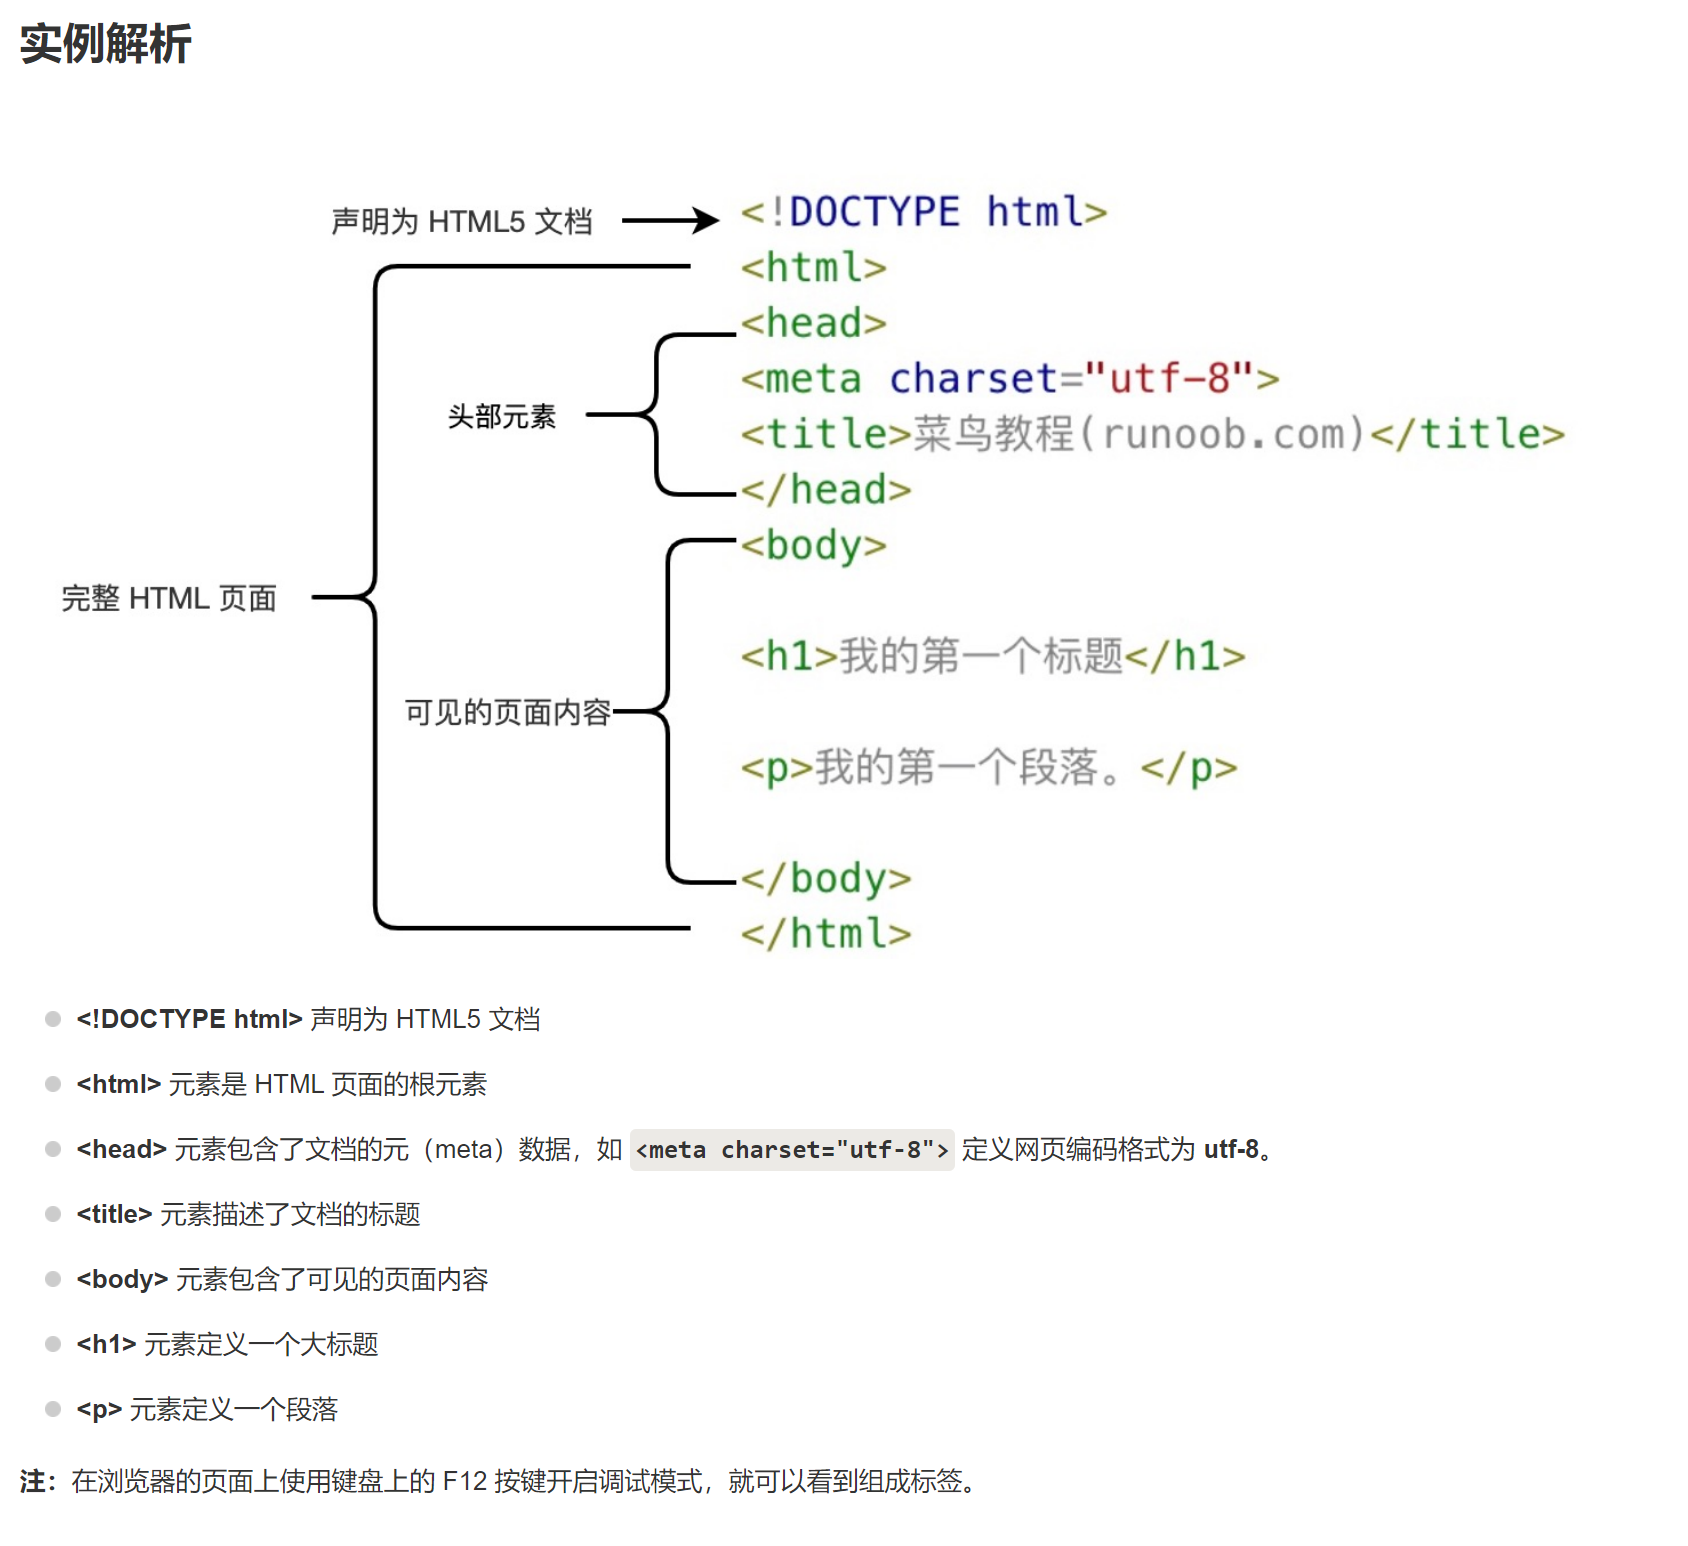 实例解析
声明为 HTML5 文档
<!DOCTYPE html>
<html>
<head>
<meta charset="utf-8">
头部元素
<title>菜鸟教程(runoob.com)</title>
</head>
<body>
完整 HTML 页面
<h1>我的第一个标题</h1>
可见的页面内容
<p>我的第一个段落。</p>
</body>
</html>
<!DOCTYPE html> 声明为 HTML5 文档
<html> 元素是 HTML 页面的根元素
<head> 元素包含了文档的元（meta）数据，如 <meta charset="utf-8"> 定义网页编码格式为 utf-8。
<title> 元素描述了文档的标题
<body> 元素包含了可见的页面内容
<h1> 元素定义一个大标题
<p> 元素定义一个段落
注：在浏览器的页面上使用键盘上的 F12 按键开启调试模式，就可以看到组成标签。